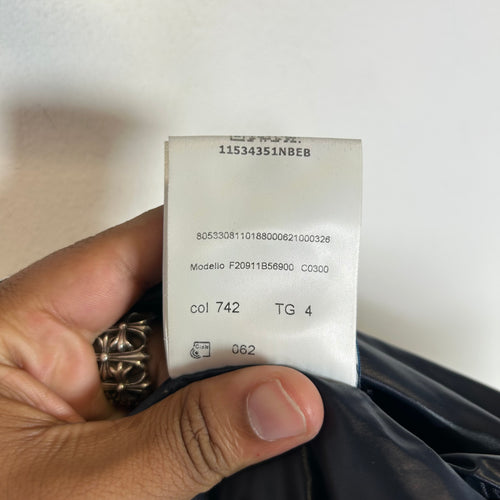 11534351NBEB
8053308110188000621000326
Modello F20911B56900 C0300
col 742 TG 4
062